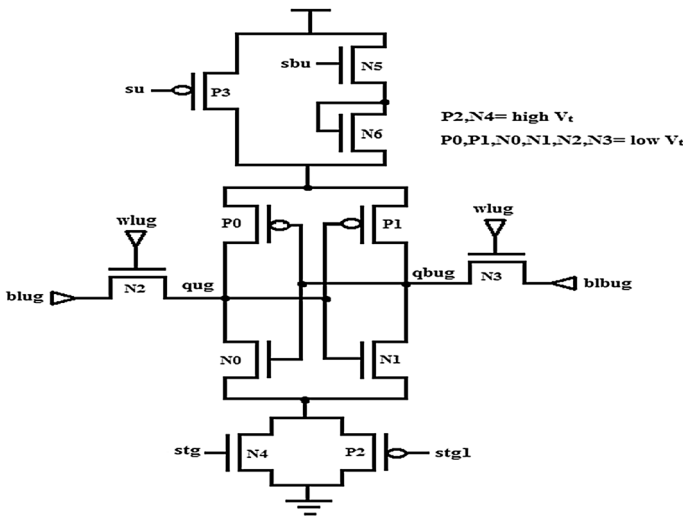 sbu
N5
su
P3
N6
P2,N4= high Vt
P0,P1,N0,N1,N2,N3= low Vt
P0
P1
wlug
wlug
N2
qug
qbug
N3
blug
blbug
N0
N1
stg
N4
P2
stg1